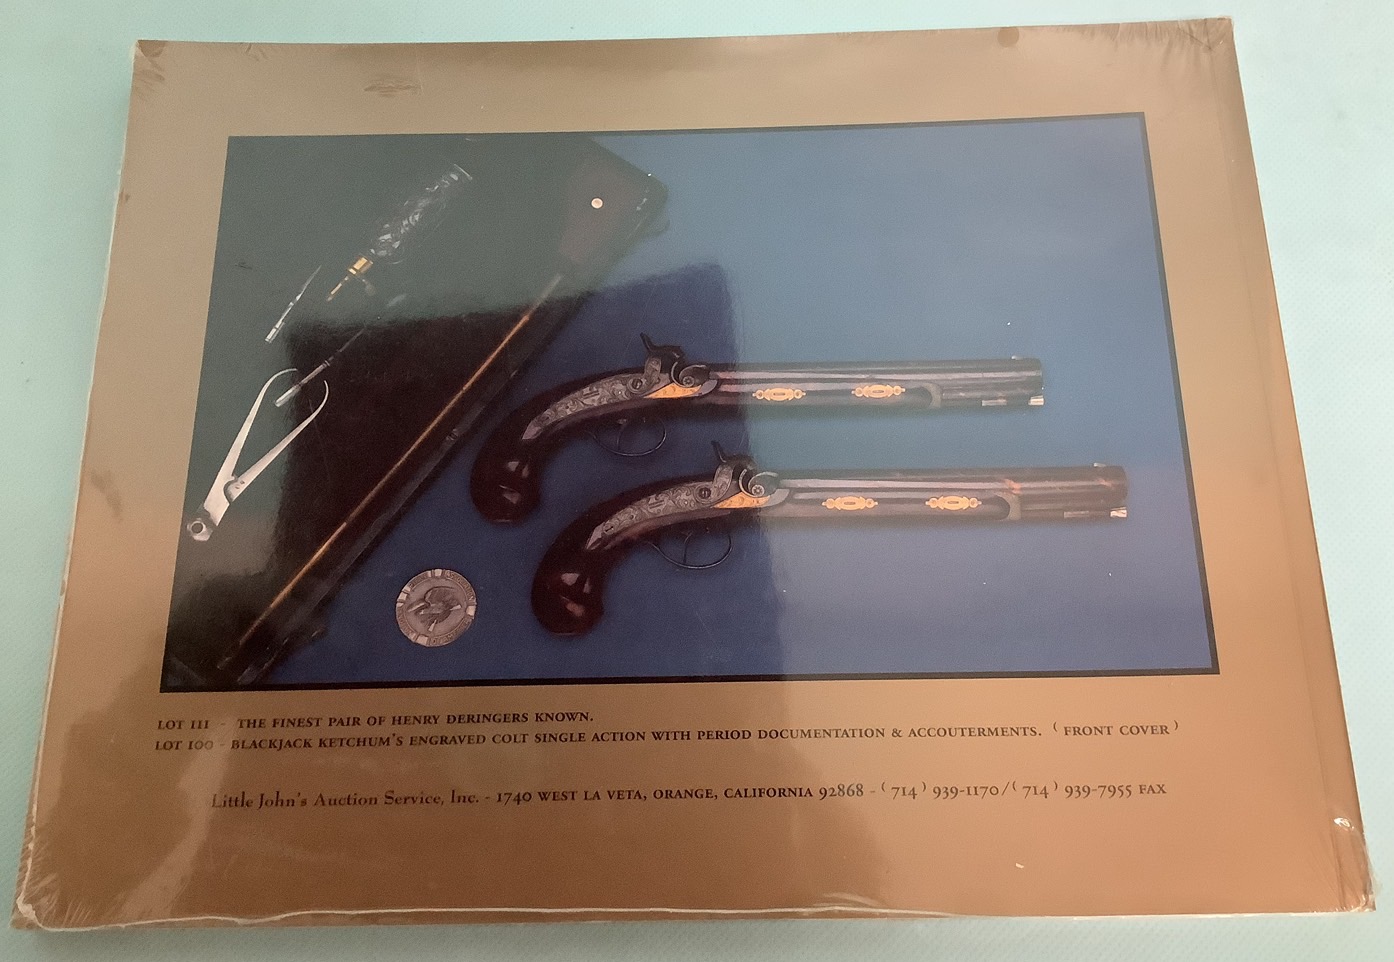 LOT 111 - THE FINEST PAIR OF HENRY DERINGERS KNOWN.
LOT 100 - BLACKJACK KETCHUM'S ENGRAVED COLT SINGLE ACTION WITH PERIOD DOCUMENTATION & ACCOUTERMENTS. (FRONT COVER)
Little John's Auction Service, Inc. - 1740 WEST LA VETA, ORANGE, CALIFORNIA 92868 - (714) 939-1170/(714) 939-7955 FAX